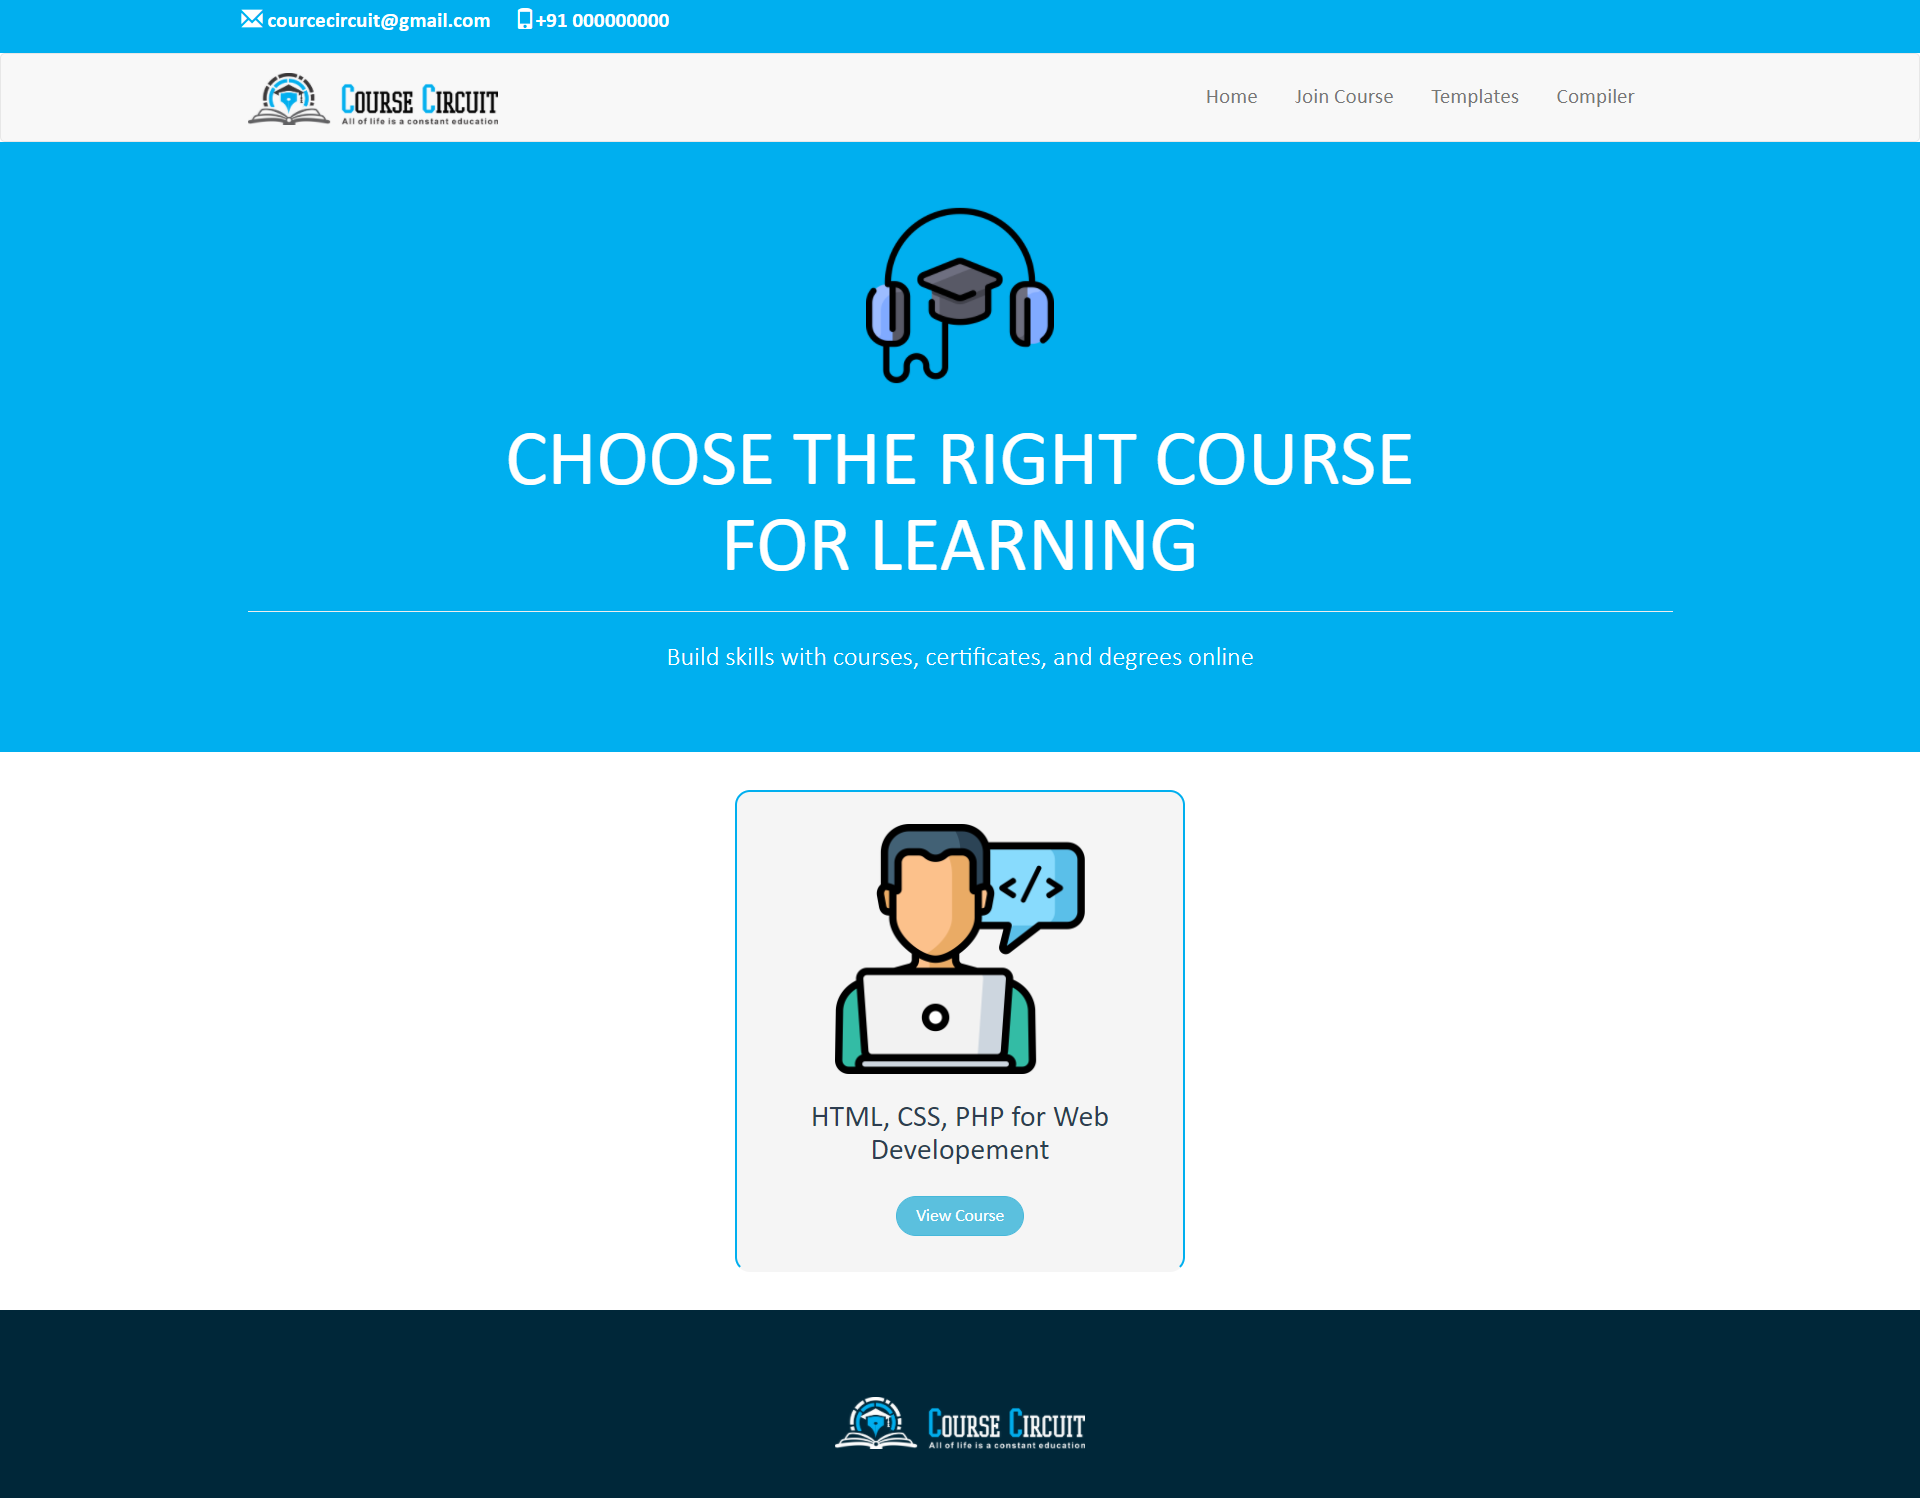 courcecircuit@gmail.com +91 000000000
COURSE CIRCUIT
All of life is a constant education
Home Join Course Templates Compiler
CHOOSE THE RIGHT COURSE
FOR LEARNING
Build skills with courses, certificates, and degrees online
</>
HTML, CSS, PHP for Web
Developement
View Course
COURSE CIRCUIT
All of life is a constant education